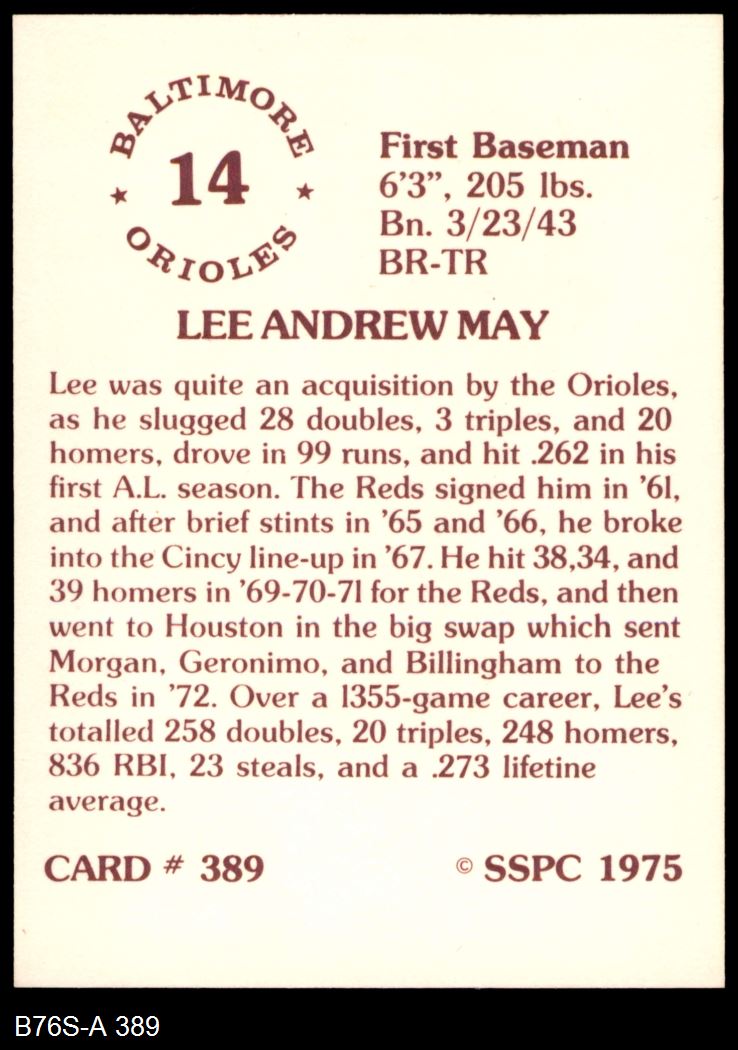 BALTIMORE
14
ORIOLES
First Baseman
6'3”, 205 lbs.
Bn. 3/23/43
BR-TR
LEE ANDREW MAY
Lee was quite an acquisition by the Orioles,
as he slugged 28 doubles, 3 triples, and 20
homers, drove in 99 runs, and hit .262 in his
first A.L. season. The Reds signed him in ’61,
and after brief stints in ’65 and ’66, he broke
into the Cincy line-up in ’67. He hit 38,34, and
39 homers in ’69-70-71 for the Reds, and then
went to Houston in the big swap which sent
Morgan, Geronimo, and Billingham to the
Reds in ’72. Over a 1355-game career, Lee’s
totalled 258 doubles, 20 triples, 248 homers,
836 RBI, 23 steals, and a .273 lifetime
average.
CARD # 389
© SSPC 1975
B76S-A 389